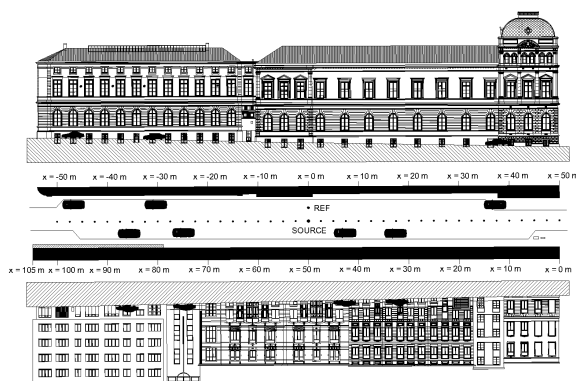 x = -50 m x = -40 m x = -30 m x = -20 m x = -10 m x = 0 m x = 10 m x = 20 m x = 30 m x = 40 m x = 50 m
REF
SOURCE
x = 105 m x = 100 m x = 90 m x = 80 m x = 70 m x = 60 m x = 50 m x = 40 m x = 30 m x = 20 m x = 10 m x = 0 m